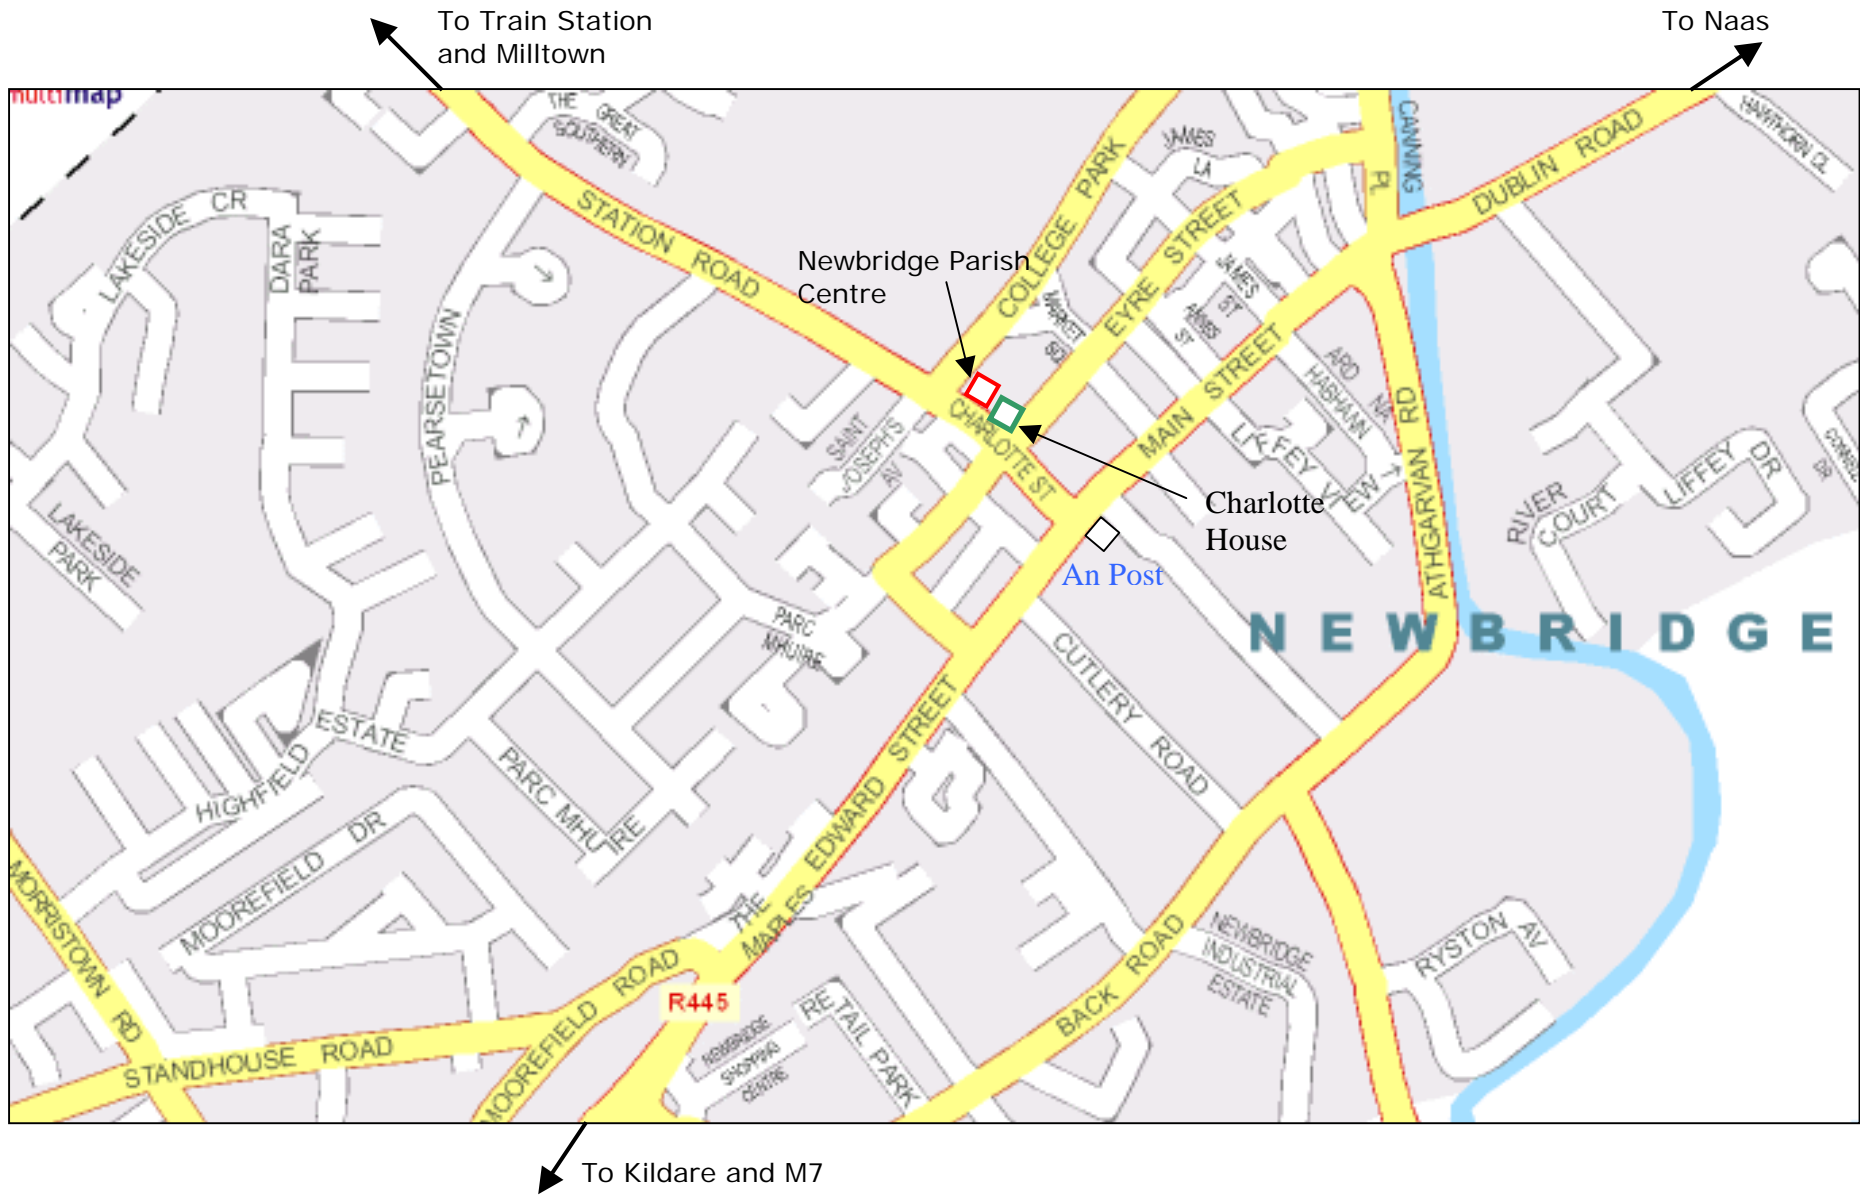 To Train Station
and Milltown
To Naas
multimap
THE
GREAT
SOUTHERN
CANNING
PL
HAWTHORN CL
DUBLIN ROAD
JAMES
LA
COLLEGE PARK
EYRE STREET
STATION ROAD
LAKESIDE CR
DARA
PARK
Newbridge Parish
Centre
MARKET
SQ
JAMES
ST
ST
MAIN STREET
ARD
NA
ATHGARVAN RD
PEARSETOWN
SAINT
JOSEPH'S
AV
CHARLOTTE ST
LIFFEY VIEW
LIFFEY DR
DR
RIVER
COURT
Charlotte
House
An Post
LAKESIDE
PARK
NEWBRIDGE
PARC
MHUIRE
CUTLERY ROAD
ESTATE
HIGHFIELD
PARC MHUIRE
EDWARD STREET
MOOREFIELD DR
THE
MAPLES
MORRISTOWN RD
MOOREFIELD ROAD
R445
STANDHOUSE ROAD
NEWBRIDGE
SHOPPING
CENTRE
RETAIL PARK
BACK ROAD
NEWBRIDGE
INDUSTRIAL
ESTATE
RYSTON AV
To Kildare and M7